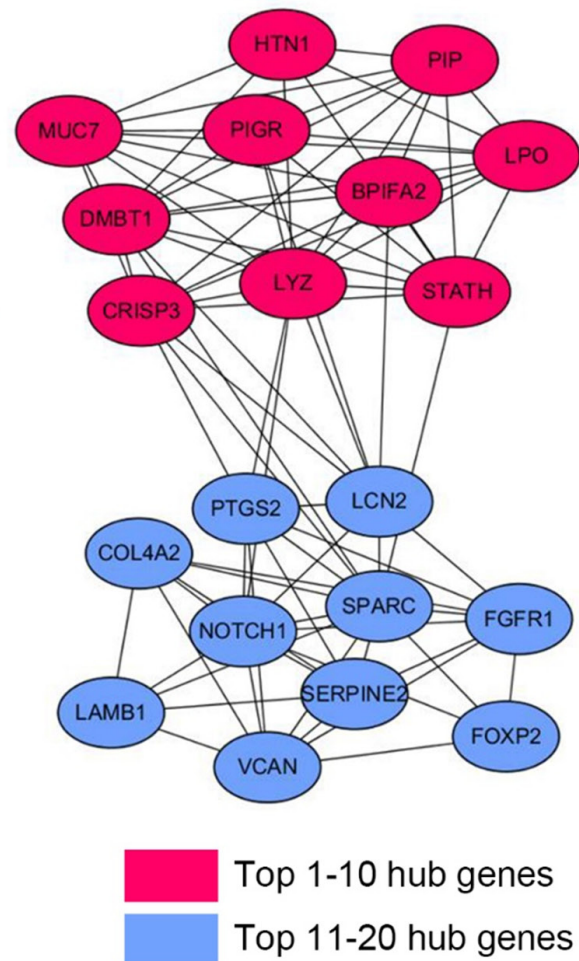 HTN1
PIP
MUC7
PIGR
LPO
BPIFA2
DMBT1
LYZ
STATH
CRISP3
PTGS2
LCN2
COL4A2
SPARC
FGFR1
NOTCH1
SERPINE2
LAMB1
FOXP2
VCAN
Top 1-10 hub genes
Top 11-20 hub genes